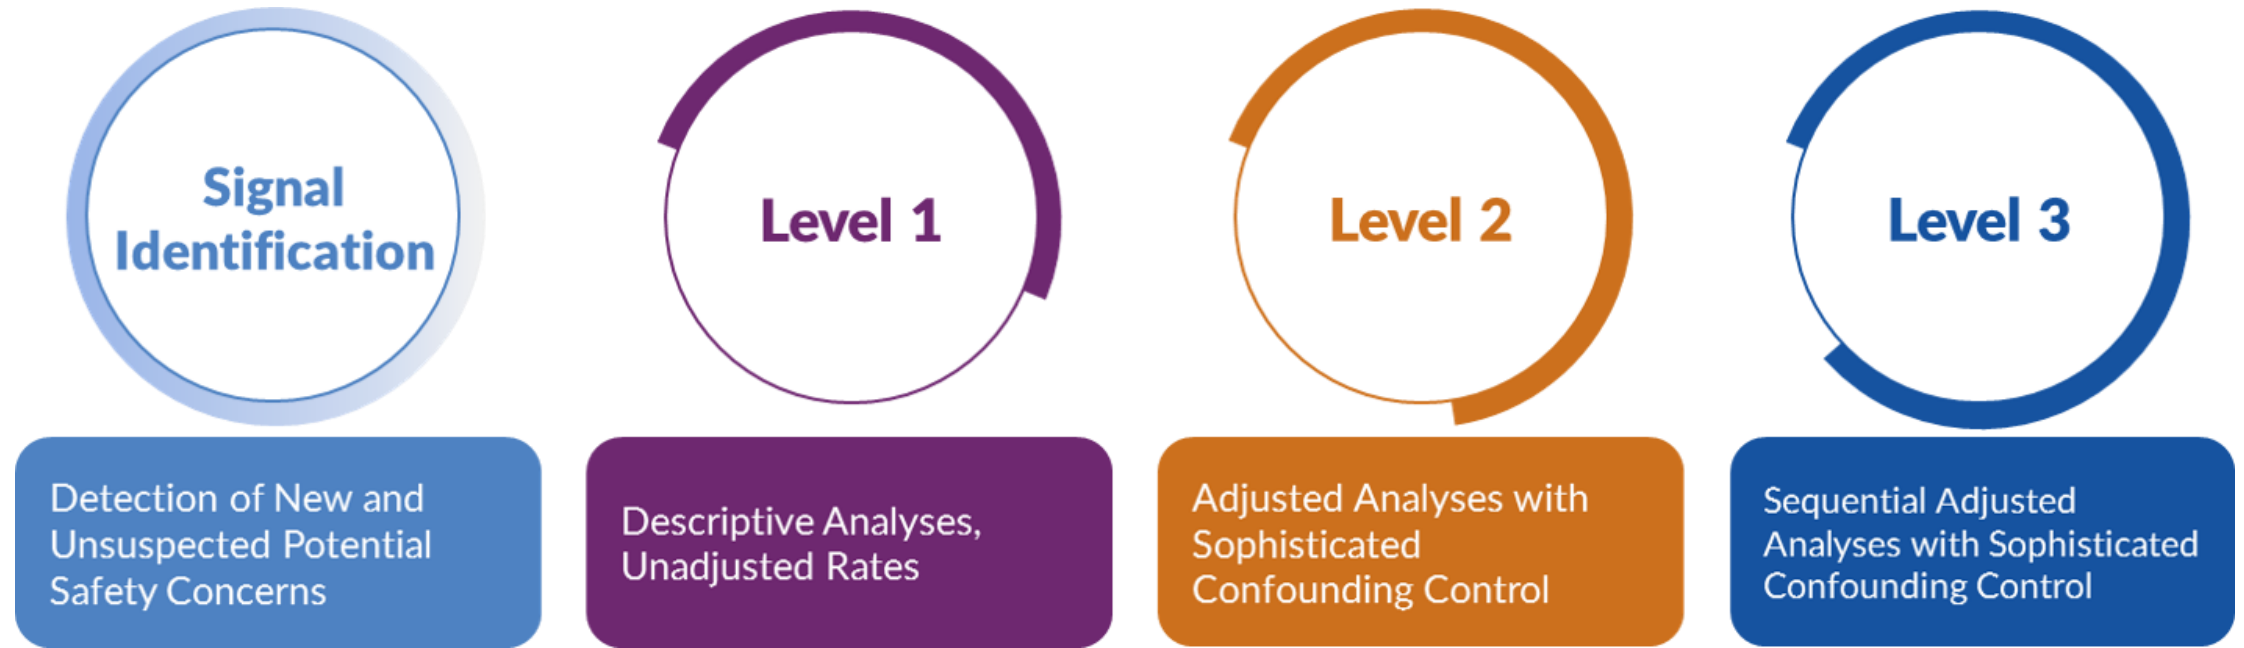 Signal
Identification
Level 1
Level 2
Level 3
Detection of New and
Unsuspected Potential
Safety Concerns
Descriptive Analyses,
Unadjusted Rates
Adjusted Analyses with
Sophisticated
Confounding Control
Sequential Adjusted
Analyses with Sophisticated
Confounding Control